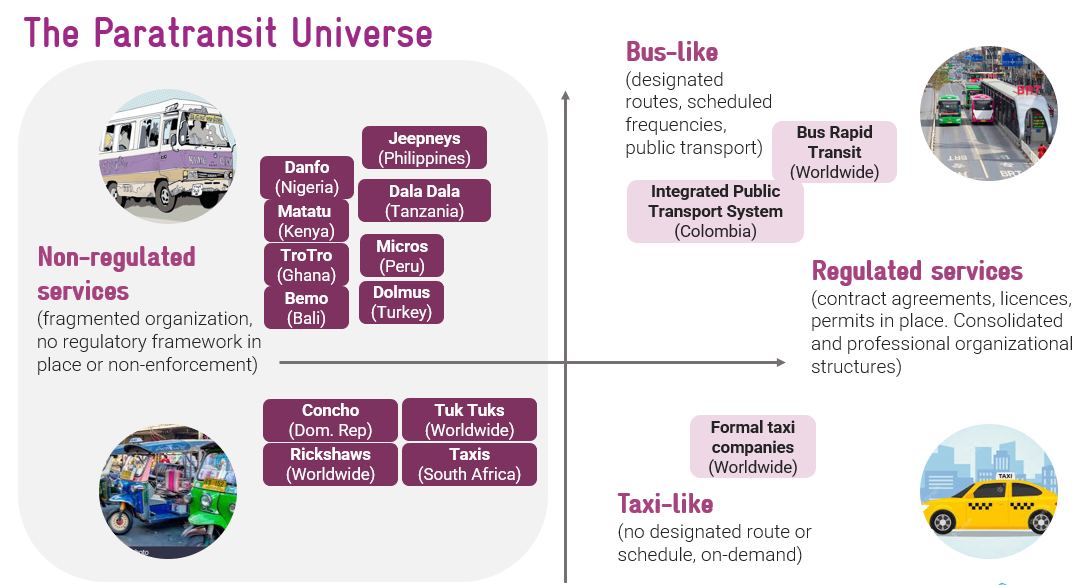 The Paratransit Universe
Bus-like
(designated
routes, scheduled
frequencies,
public transport)
BRT
Bus Rapid
Transit
(Worldwide)
Integrated Public
Transport System
(Colombia)
BRT
BRT
Jeepneys
(Philippines)
Danfo
(Nigeria)
Dala Dala
(Tanzania)
Matatu
(Kenya)
TroTro
(Ghana)
Micros
(Peru)
Bemo
(Bali)
Dolmus
(Turkey)
Non-regulated
services
(fragmented organization,
no regulatory framework in
place or non-enforcement)
Regulated services
(contract agreements, licences,
permits in place. Consolidated
and professional organizational
structures)
Concho
(Dom. Rep)
Tuk Tuks
(Worldwide)
Rickshaws
(Worldwide)
Taxis
(South Africa)
Formal taxi
companies
(Worldwide)
TAXI
Taxi-like
(no designated route or
schedule, on-demand)